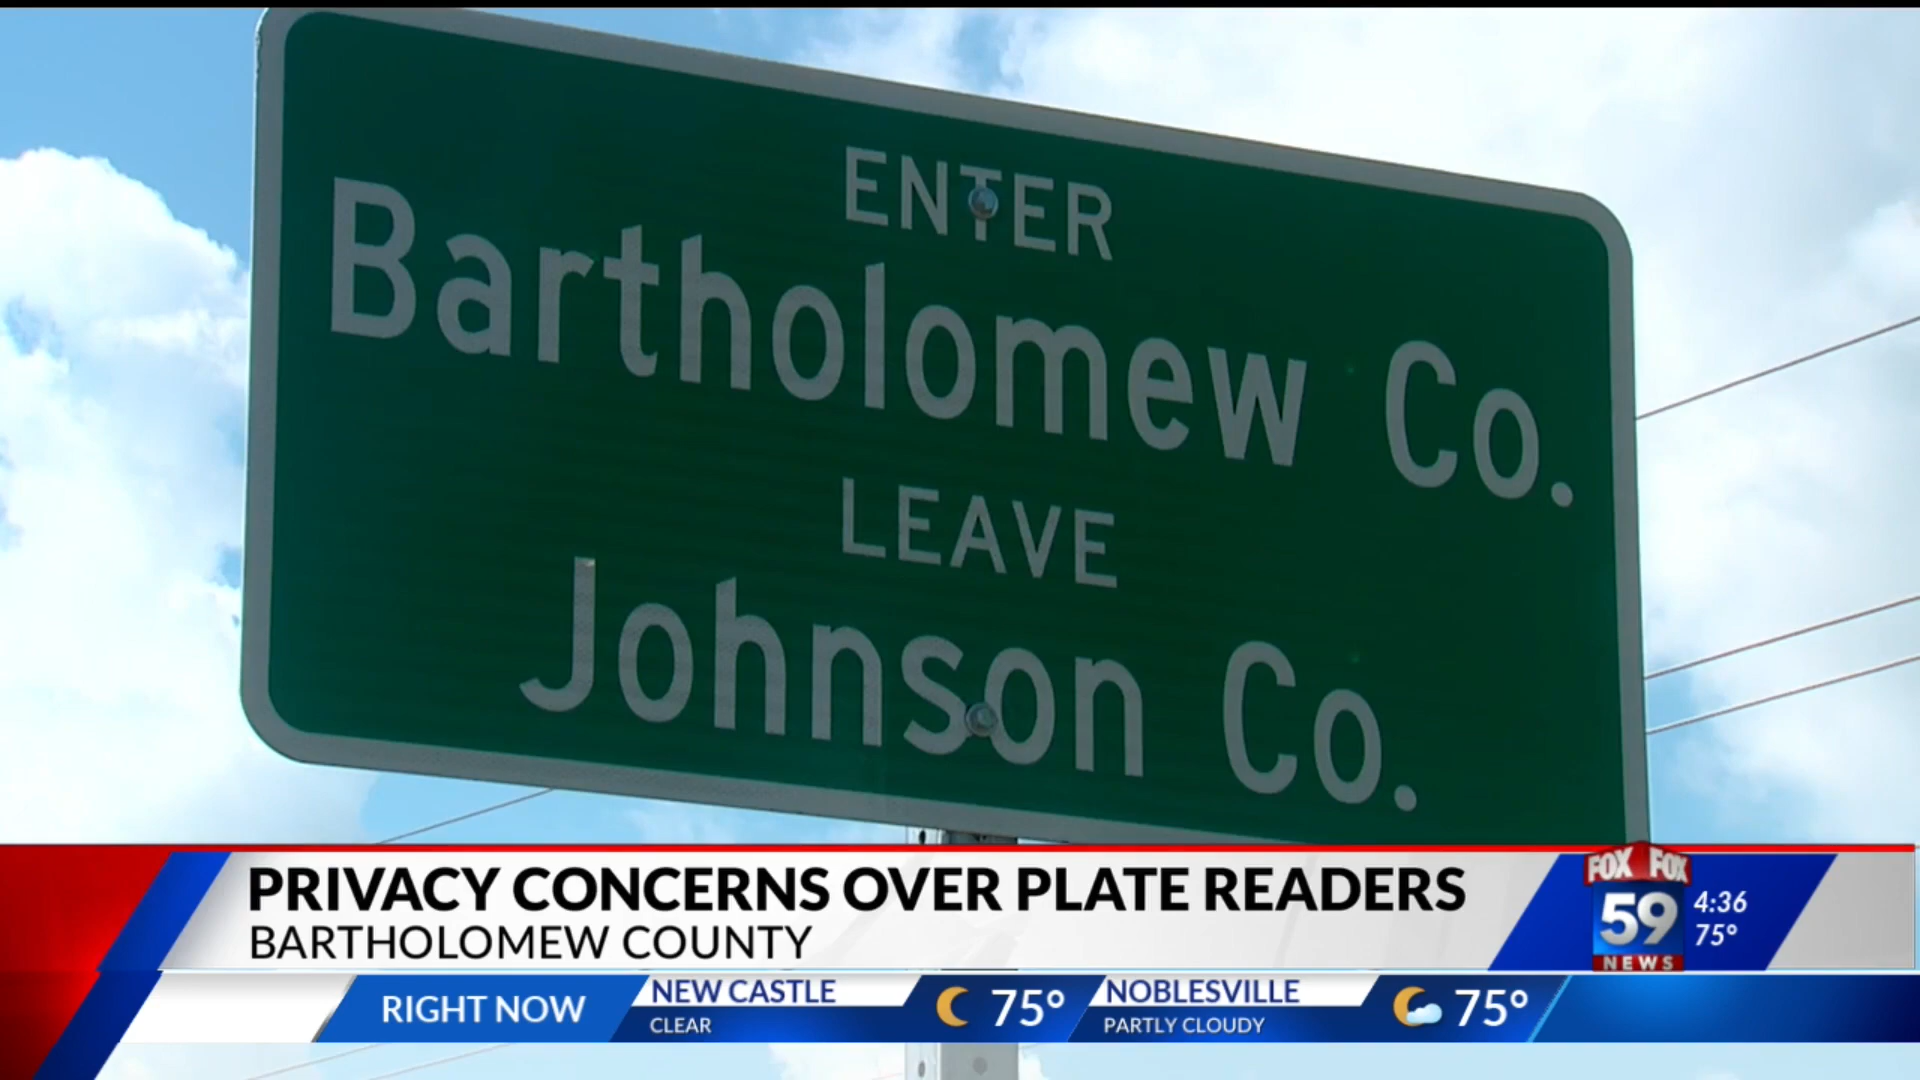 ENTER
Bartholomew Co.
LEAVE
Johnson Co.
PRIVACY CONCERNS OVER PLATE READERS
BARTHOLOMEW COUNTY
FOX FOX
59
NEWS
4:36
75°
RIGHT NOW
NEW CASTLE
CLEAR
75°
NOBLESVILLE
PARTLY CLOUDY
75°